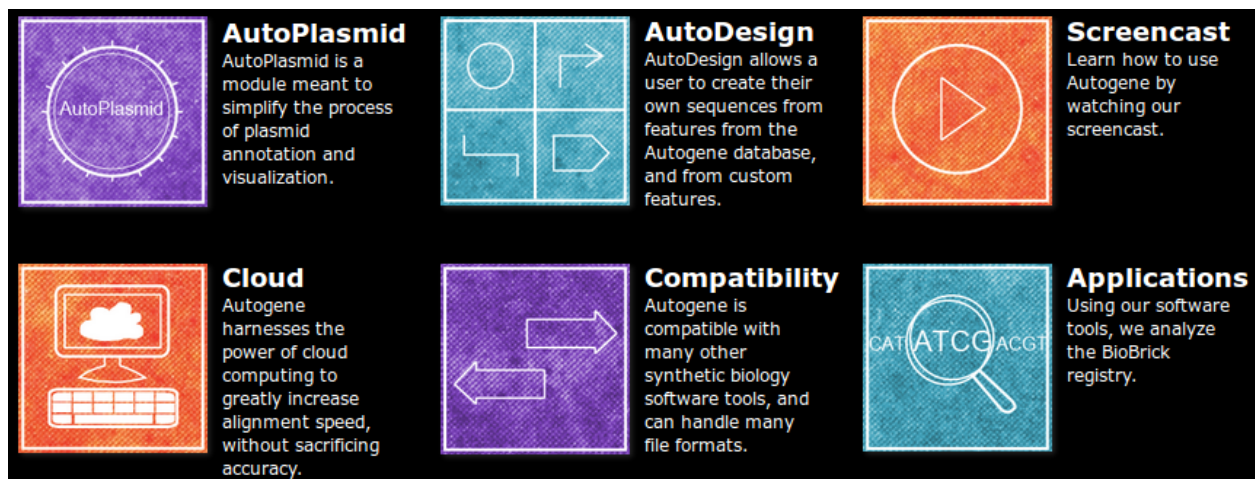 AutoPlasmid
AutoPlasmid
AutoPlasmid is a
module meant to
simplify the process
of plasmid
annotation and
visualization.
AutoDesign
AutoDesign allows a
user to create their
own sequences from
features from the
Autogene database,
and from custom
features.
Screencast
Learn how to use
Autogene by
watching our
screencast.
Cloud
Autogene
harnesses the
power of cloud
computing to
greatly increase
alignment speed,
without sacrificing
accuracy.
Compatibility
Autogene is
compatible with
many other
synthetic biology
software tools, and
can handle many
file formats.
CAT ATCG ACGT
Applications
Using our software
tools, we analyze
the BioBrick
registry.